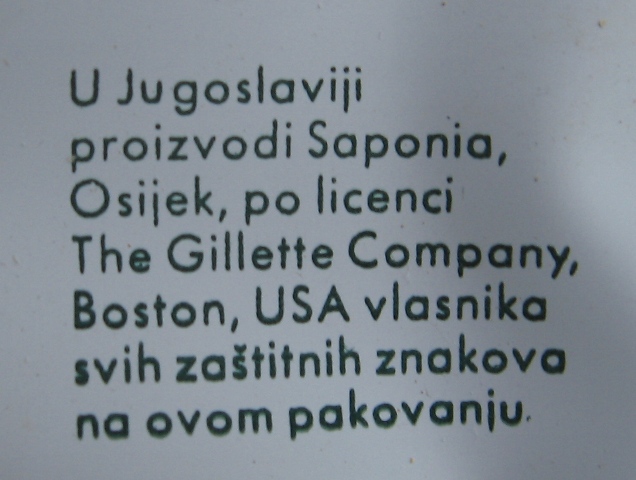 U Jugoslaviji
proizvodi Saponia,
Osijek, po licenci
The Gillette Company,
Boston, USA vlasnika
svih zaštitnih znakova
na ovom pakovanju.